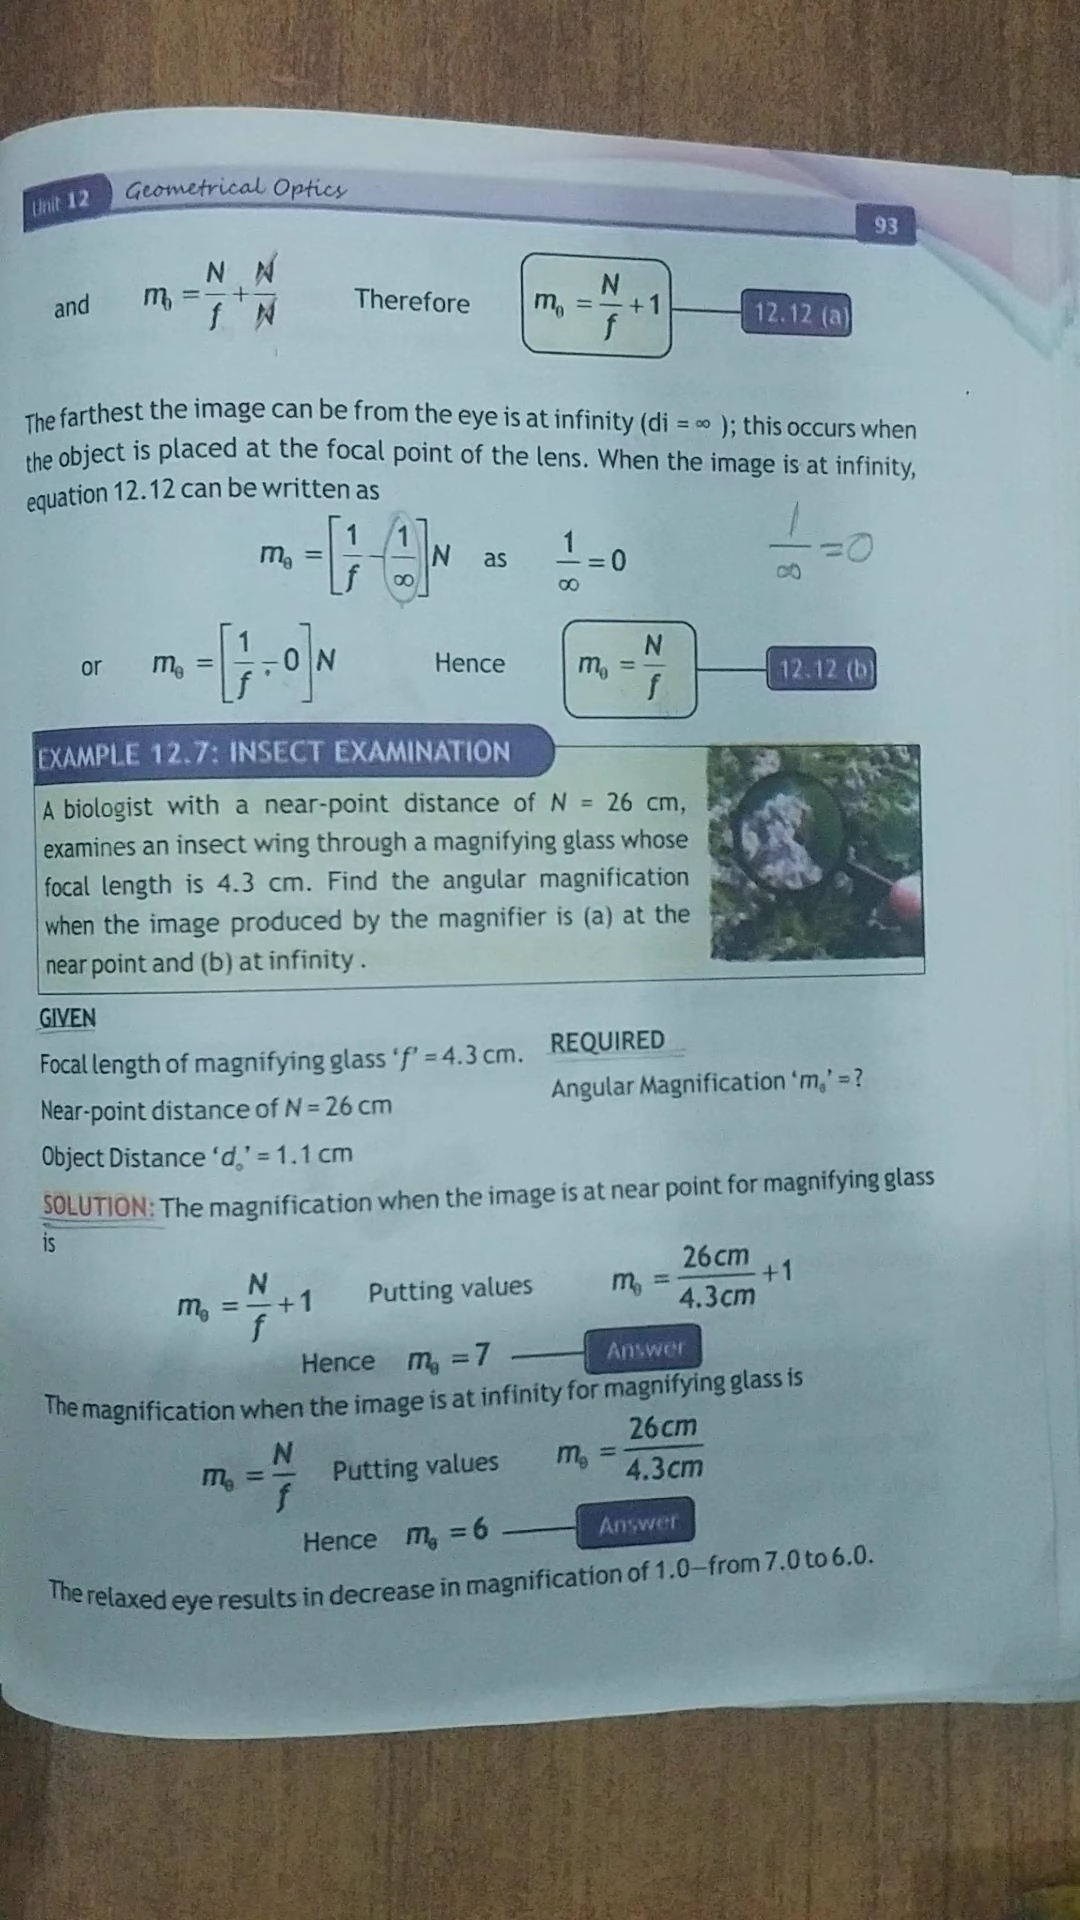 Unit 12 Geometrical Optics
93
and m_θ = N/f + N/N Therefore m_θ = N/f + 1 12.12 (a)
The farthest the image can be from the eye is at infinity (di = ∞ ); this occurs when
the object is placed at the focal point of the lens. When the image is at infinity,
equation 12.12 can be written as
m_θ = [1/f - 1/∞]N as 1/∞ = 0 1/∞ = 0
or m_θ = [1/f - 0]N Hence m_θ = N/f 12.12 (b)
EXAMPLE 12.7: INSECT EXAMINATION
A biologist with a near-point distance of N = 26 cm,
examines an insect wing through a magnifying glass whose
focal length is 4.3 cm. Find the angular magnification
when the image produced by the magnifier is (a) at the
near point and (b) at infinity .
GIVEN
REQUIRED
Focal length of magnifying glass ‘f’ = 4.3 cm.
Angular Magnification ‘m_θ’ = ?
Near-point distance of N = 26 cm
Object Distance ‘d_o’ = 1.1 cm
SOLUTION: The magnification when the image is at near point for magnifying glass
is
m_θ = N/f + 1 Putting values m_θ = 26cm/4.3cm + 1
Hence m_θ = 7 Answer
The magnification when the image is at infinity for magnifying glass is
m_θ = N/f Putting values m_θ = 26cm/4.3cm
Hence m_θ = 6 Answer
The relaxed eye results in decrease in magnification of 1.0—from 7.0 to 6.0.